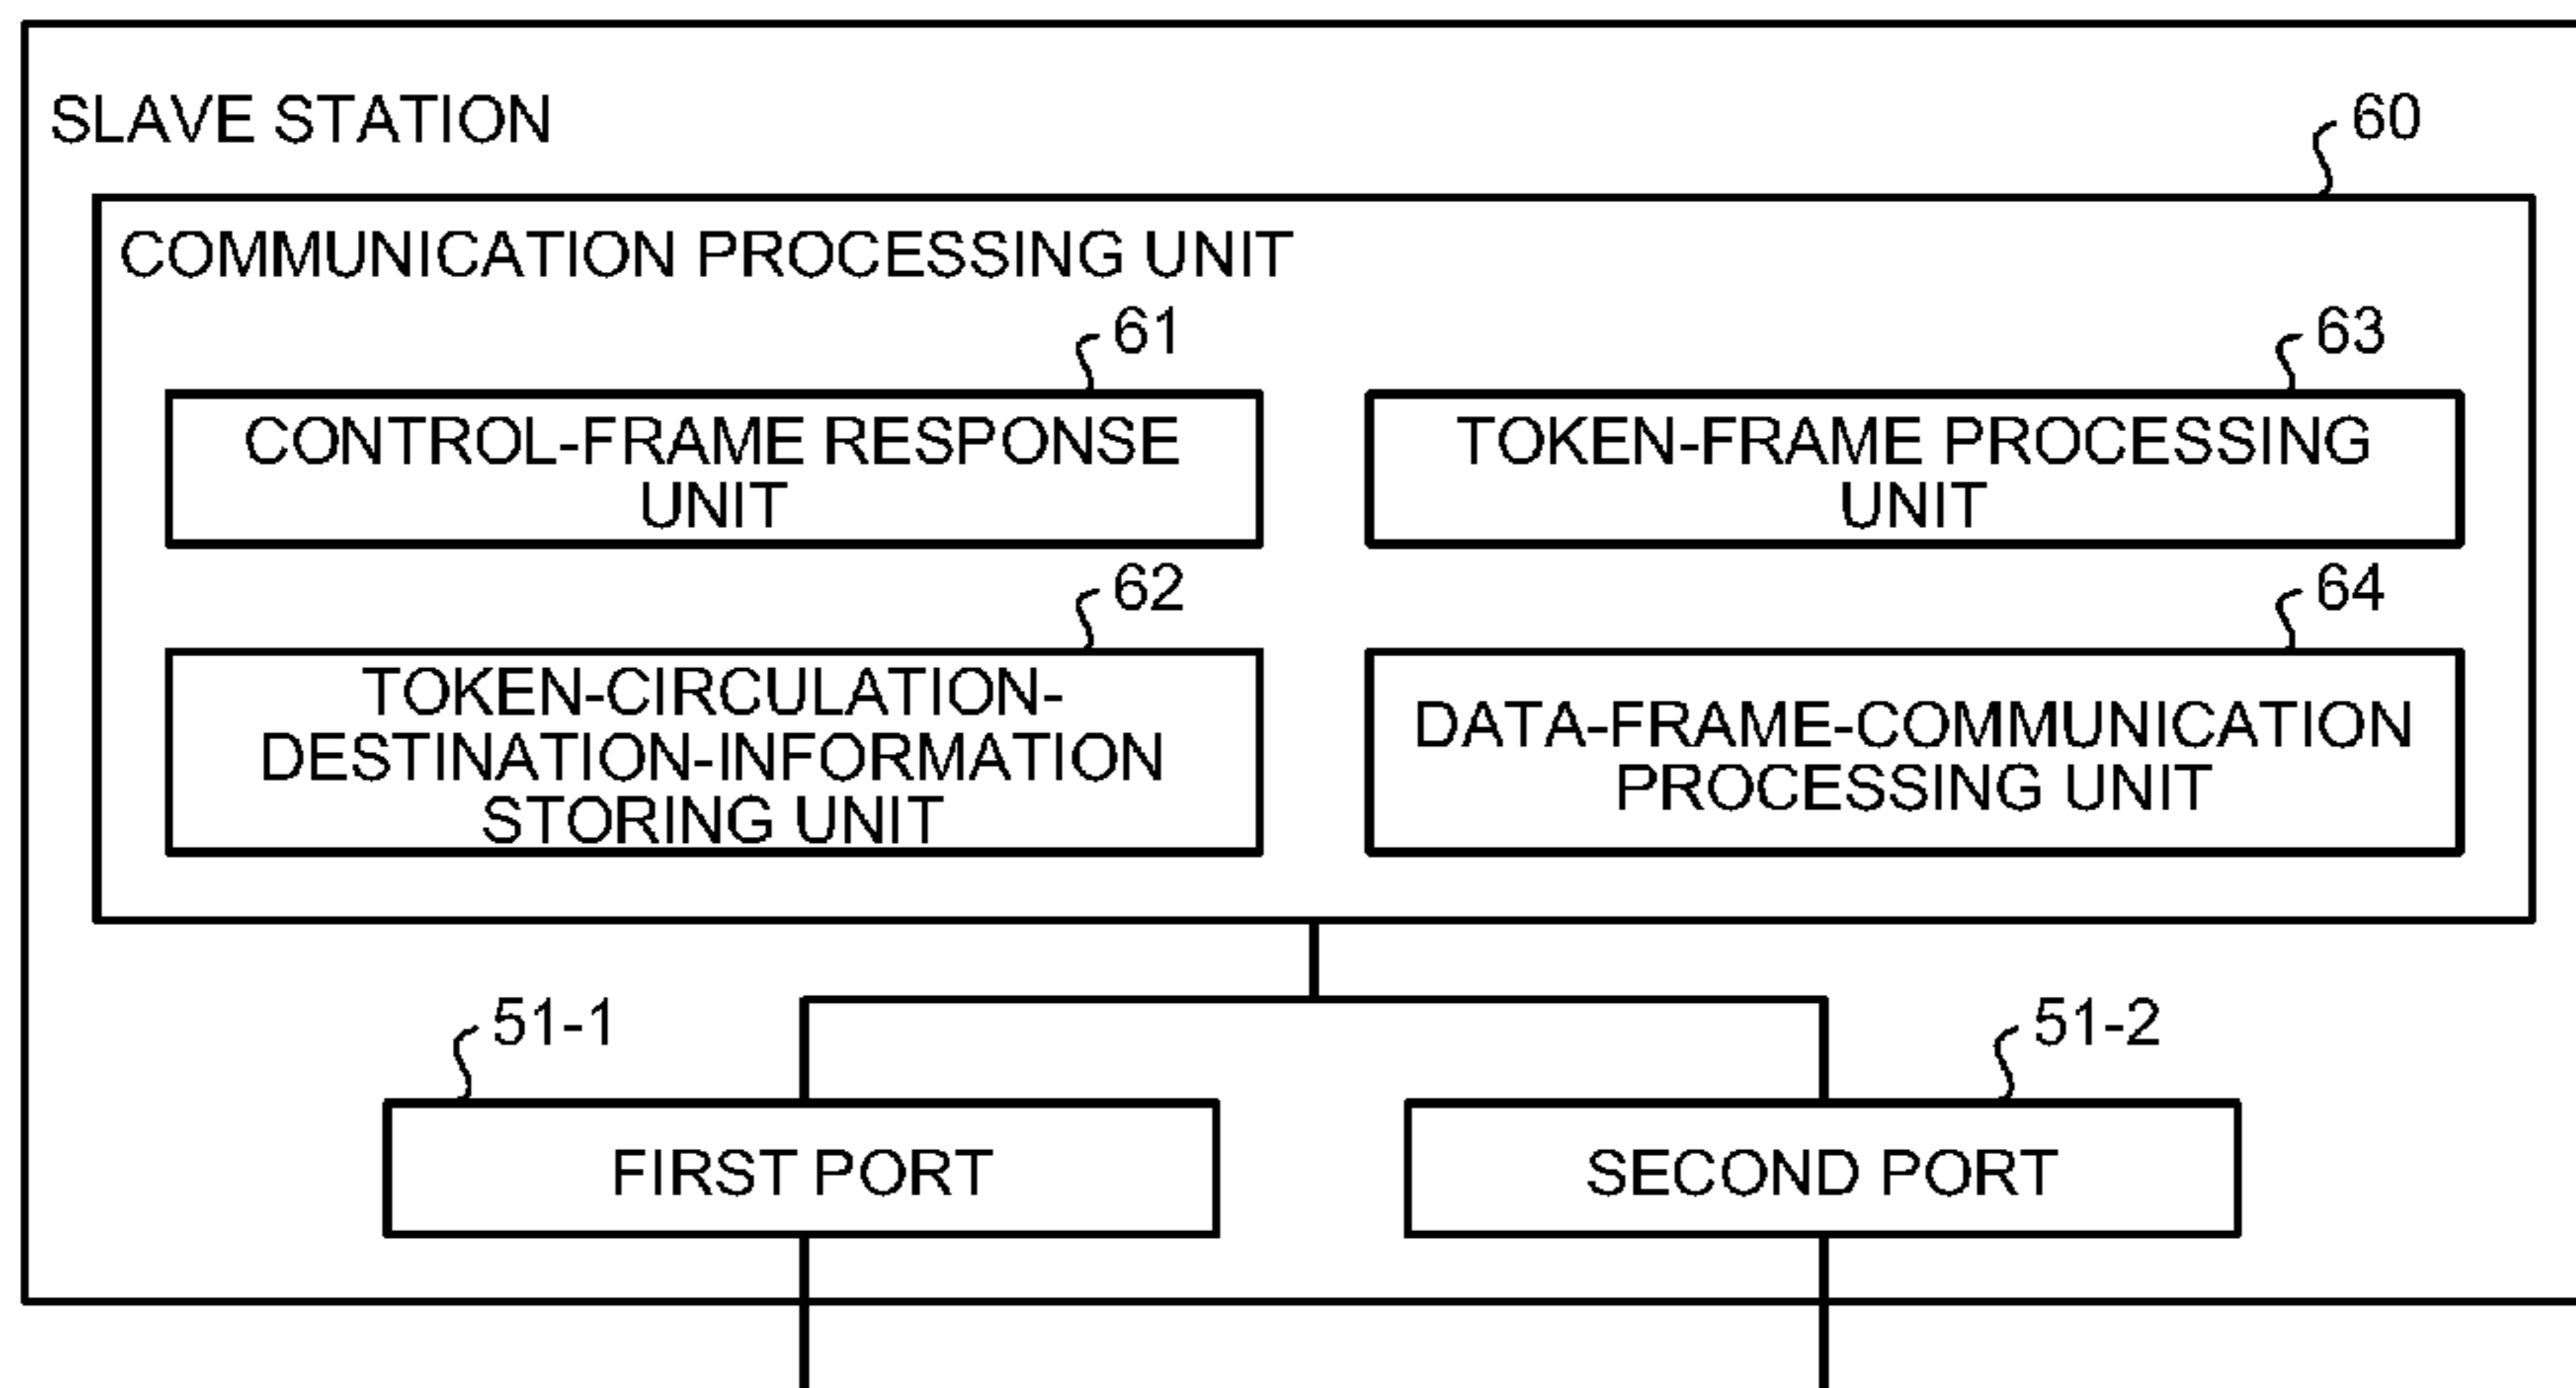 SLAVE STATION
60
COMMUNICATION PROCESSING UNIT
61
CONTROL-FRAME RESPONSE
UNIT
63
TOKEN-FRAME PROCESSING
UNIT
62
TOKEN-CIRCULATION-
DESTINATION-INFORMATION
STORING UNIT
64
DATA-FRAME-COMMUNICATION
PROCESSING UNIT
51-1
FIRST PORT
51-2
SECOND PORT